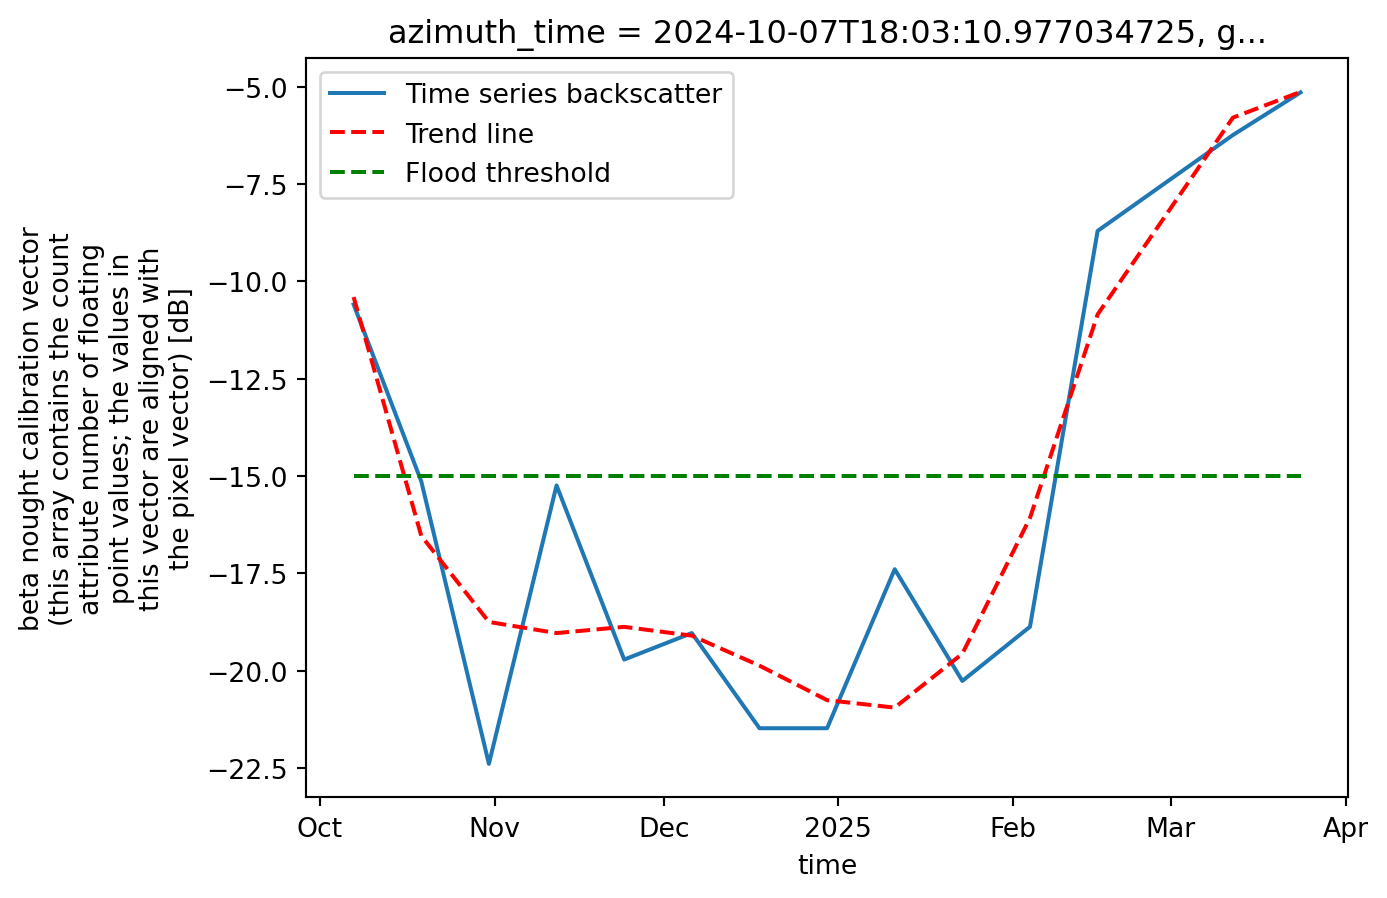 azimuth_time = 2024-10-07T18:03:10.977034725, g...
Time series backscatter
Trend line
Flood threshold
−5.0
−7.5
−10.0
−12.5
−15.0
−17.5
−20.0
−22.5
beta nought calibration vector
(this array contains the count
attribute number of floating
point values; the values in
this vector are aligned with
the pixel vector) [dB]
Oct
Nov
Dec
2025
Feb
Mar
Apr
time